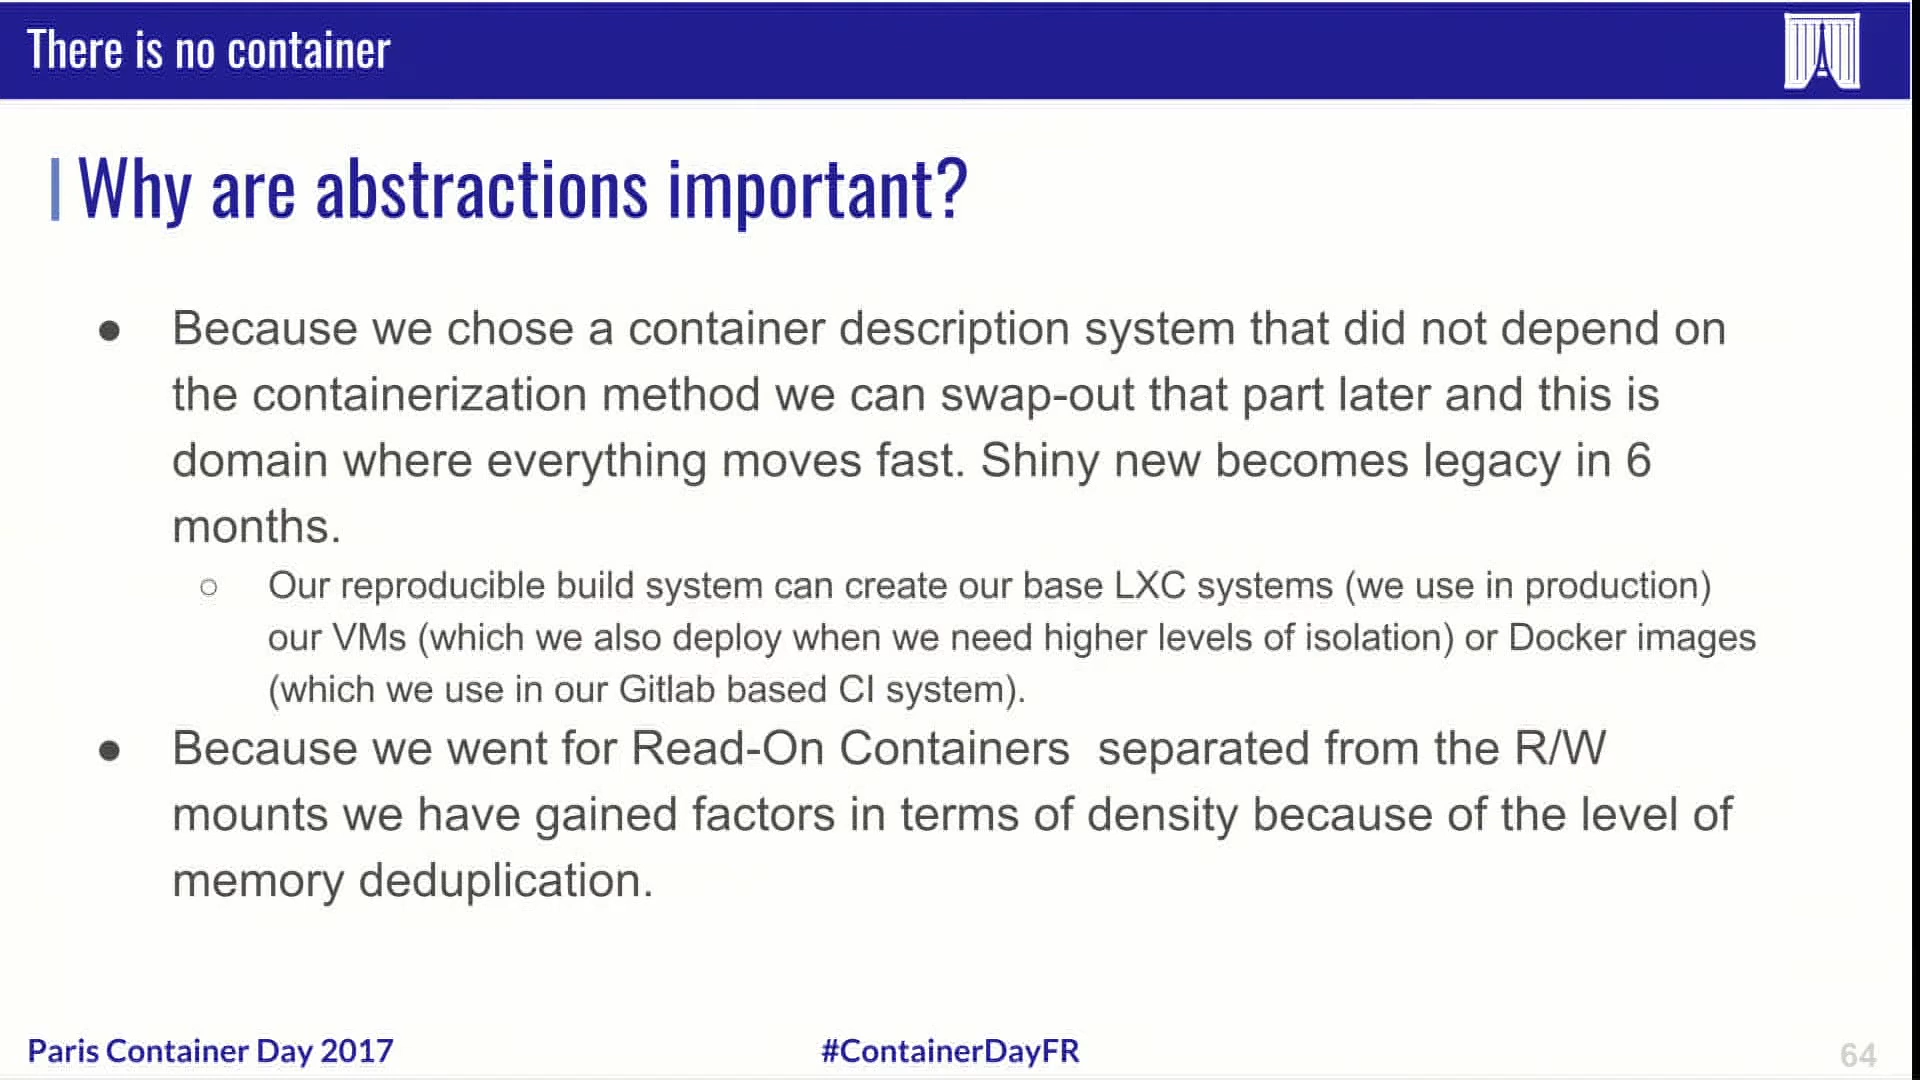 There is no container
Why are abstractions important?
● Because we chose a container description system that did not depend on
the containerization method we can swap-out that part later and this is
domain where everything moves fast. Shiny new becomes legacy in 6
months.
○ Our reproducible build system can create our base LXC systems (we use in production)
our VMs (which we also deploy when we need higher levels of isolation) or Docker images
(which we use in our Gitlab based CI system).
● Because we went for Read-On Containers separated from the R/W
mounts we have gained factors in terms of density because of the level of
memory deduplication.
Paris Container Day 2017
#ContainerDayFR
64